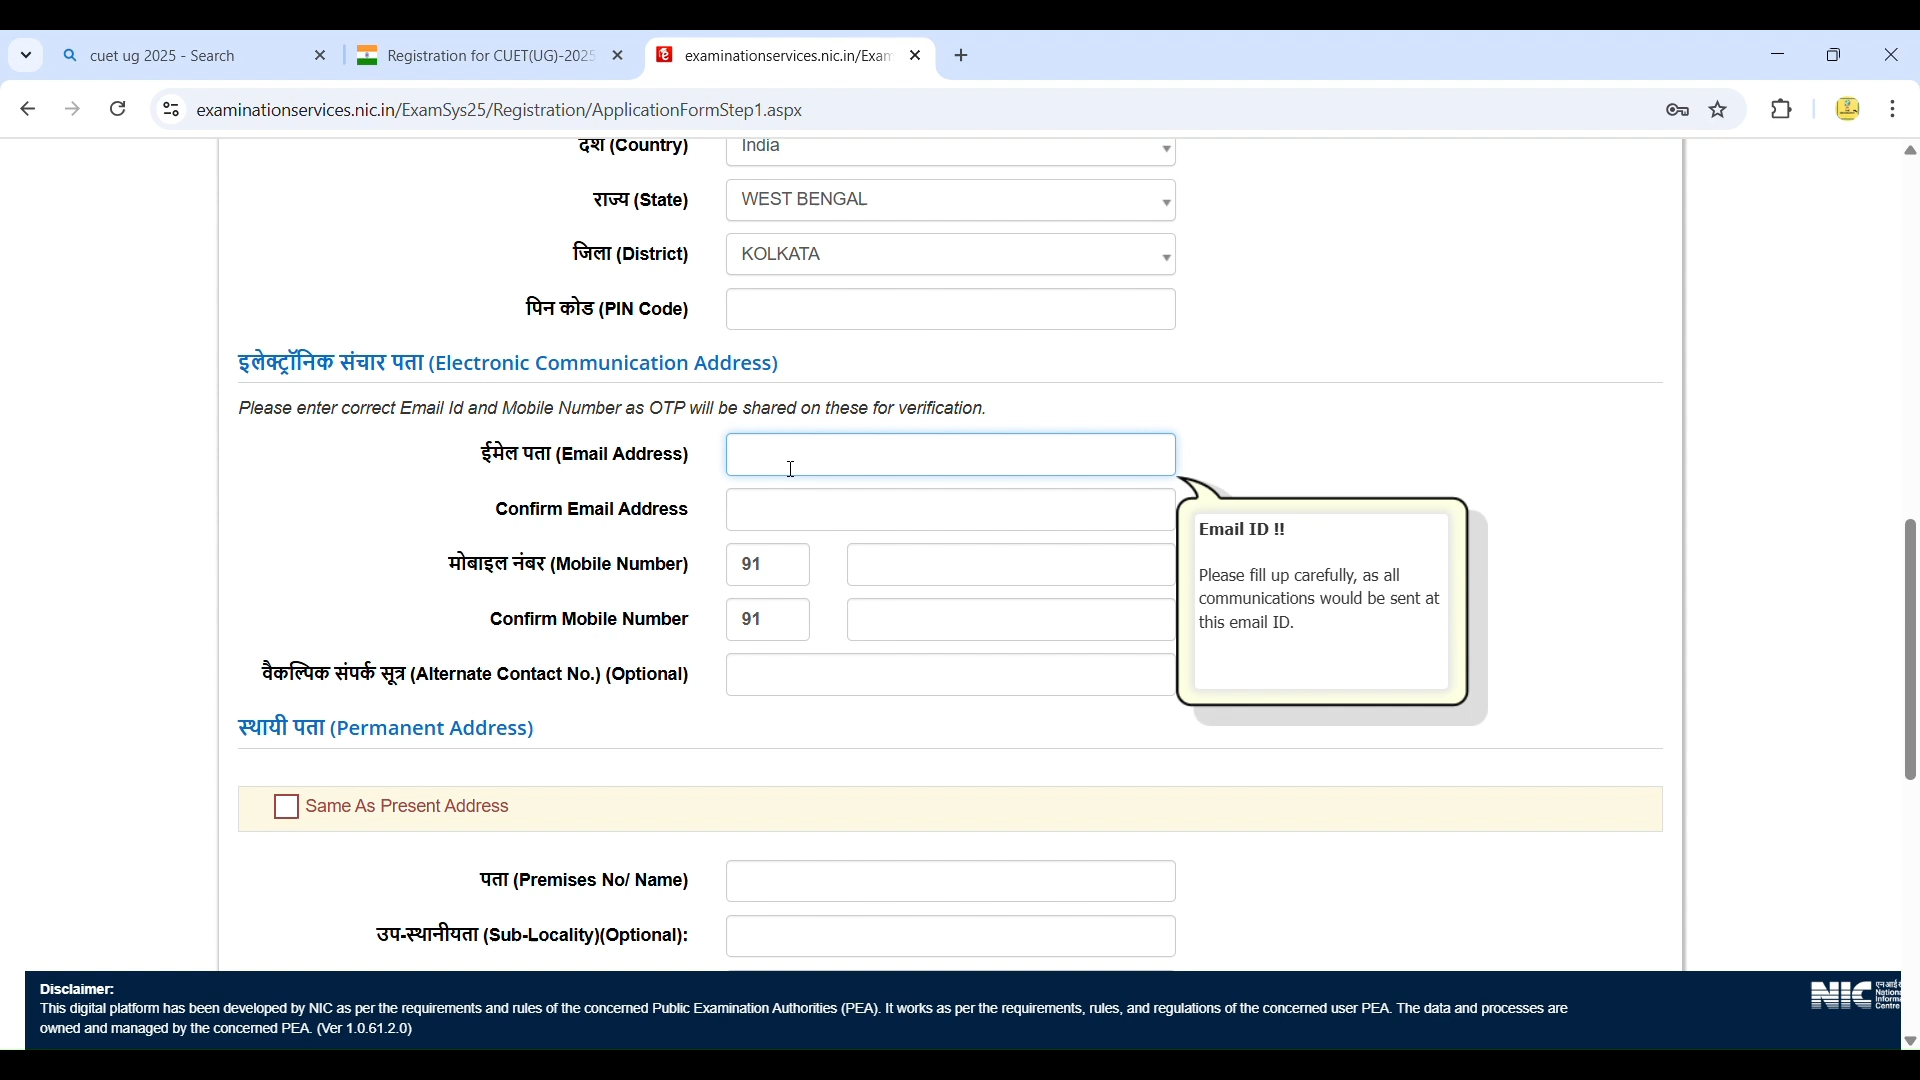 cuet ug 2025 - Search
Registration for CUET(UG)-2025
examinationservices.nic.in/Exam
examinationservices.nic.in/ExamSys25/Registration/ApplicationFormStep1.aspx
देश (Country) India
राज्य (State) WEST BENGAL
जिला (District) KOLKATA
पिन कोड (PIN Code)
इलेक्ट्रॉनिक संचार पता (Electronic Communication Address)
Please enter correct Email Id and Mobile Number as OTP will be shared on these for verification.
ईमेल पता (Email Address)
Confirm Email Address
Email ID !!
Please fill up carefully, as all
communications would be sent at
this email ID.
मोबाइल नंबर (Mobile Number) 91
Confirm Mobile Number 91
वैकल्पिक संपर्क सूत्र (Alternate Contact No.) (Optional)
स्थायी पता (Permanent Address)
Same As Present Address
पता (Premises No/ Name)
उप-स्थानीयता (Sub-Locality)(Optional):
Disclaimer:
This digital platform has been developed by NIC as per the requirements and rules of the concerned Public Examination Authorities (PEA). It works as per the requirements, rules, and regulations of the concerned user PEA. The data and processes are
owned and managed by the concerned PEA. (Ver 1.0.61.2.0)
NIC